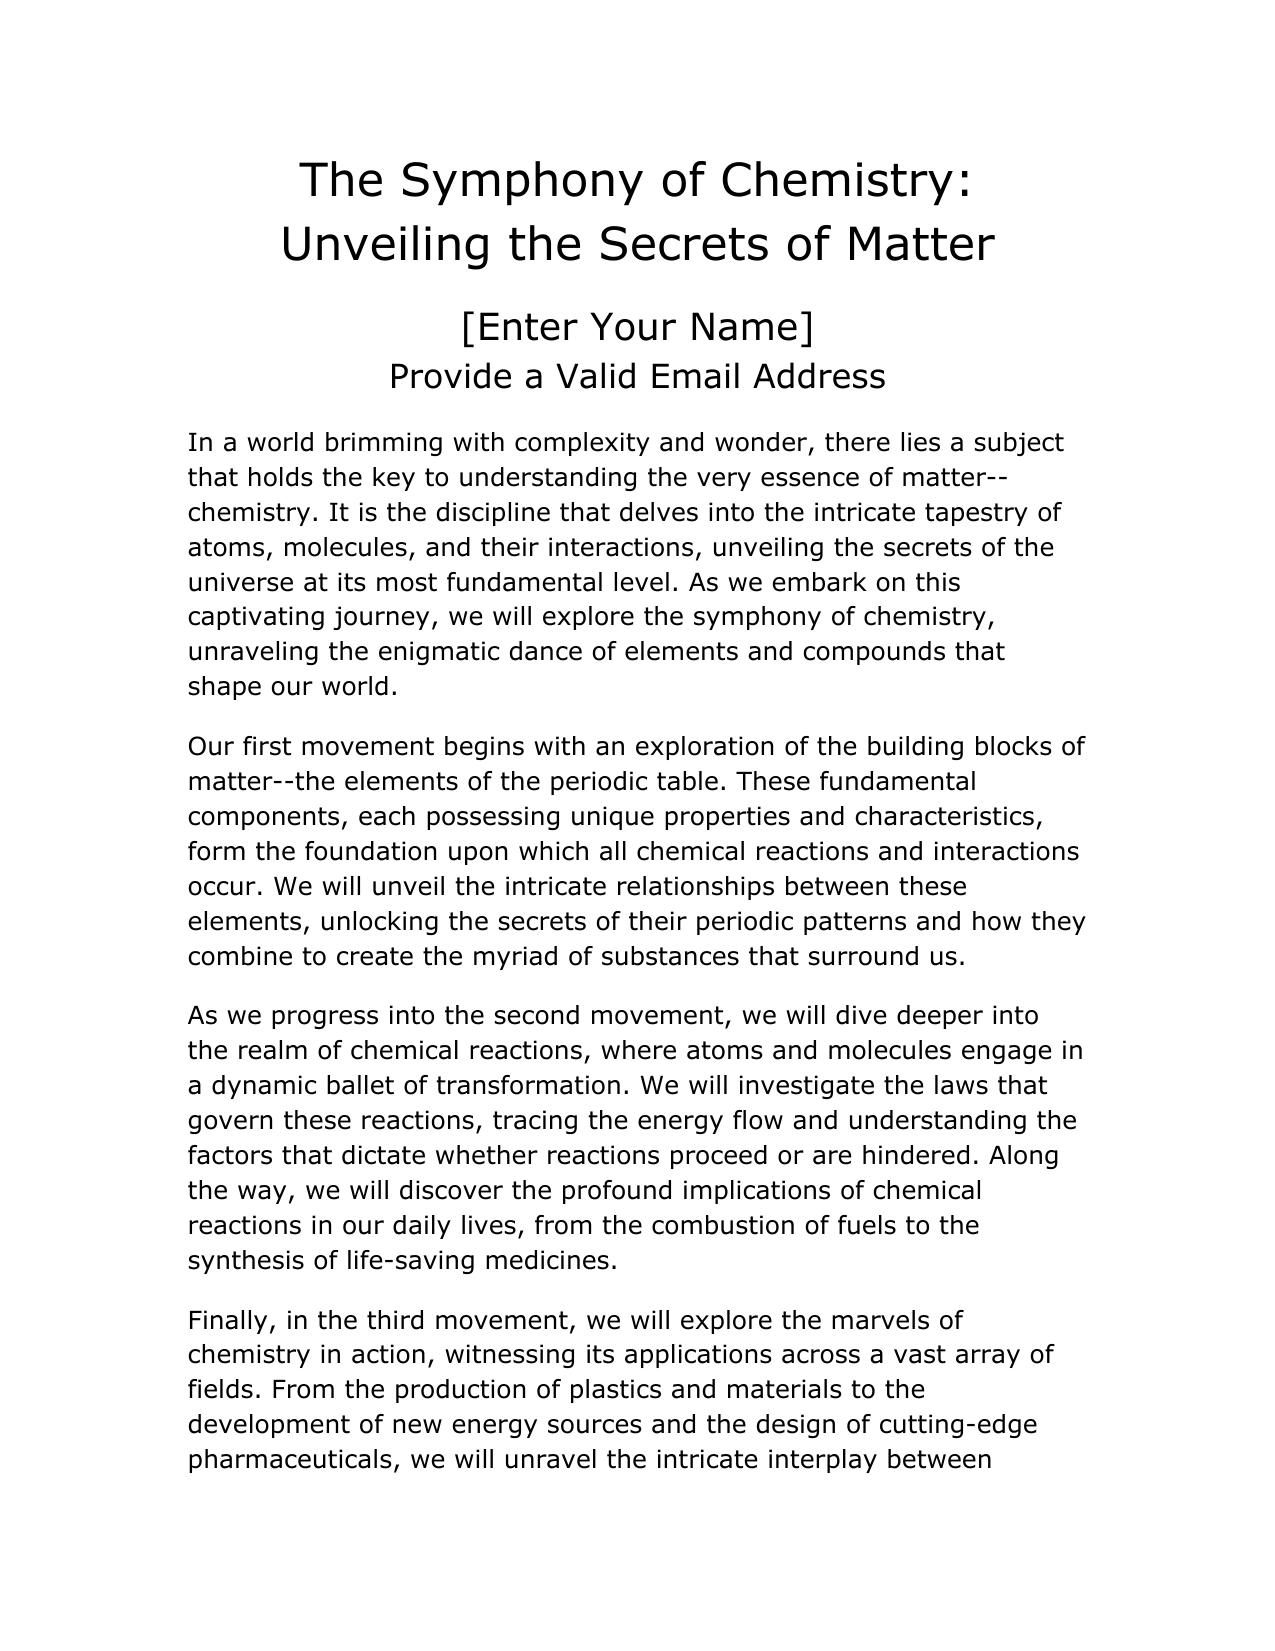 The Symphony of Chemistry:
Unveiling the Secrets of Matter
[Enter Your Name]
Provide a Valid Email Address
In a world brimming with complexity and wonder, there lies a subject
that holds the key to understanding the very essence of matter--
chemistry. It is the discipline that delves into the intricate tapestry of
atoms, molecules, and their interactions, unveiling the secrets of the
universe at its most fundamental level. As we embark on this
captivating journey, we will explore the symphony of chemistry,
unraveling the enigmatic dance of elements and compounds that
shape our world.
Our first movement begins with an exploration of the building blocks of
matter--the elements of the periodic table. These fundamental
components, each possessing unique properties and characteristics,
form the foundation upon which all chemical reactions and interactions
occur. We will unveil the intricate relationships between these
elements, unlocking the secrets of their periodic patterns and how they
combine to create the myriad of substances that surround us.
As we progress into the second movement, we will dive deeper into
the realm of chemical reactions, where atoms and molecules engage in
a dynamic ballet of transformation. We will investigate the laws that
govern these reactions, tracing the energy flow and understanding the
factors that dictate whether reactions proceed or are hindered. Along
the way, we will discover the profound implications of chemical
reactions in our daily lives, from the combustion of fuels to the
synthesis of life-saving medicines.
Finally, in the third movement, we will explore the marvels of
chemistry in action, witnessing its applications across a vast array of
fields. From the production of plastics and materials to the
development of new energy sources and the design of cutting-edge
pharmaceuticals, we will unravel the intricate interplay between